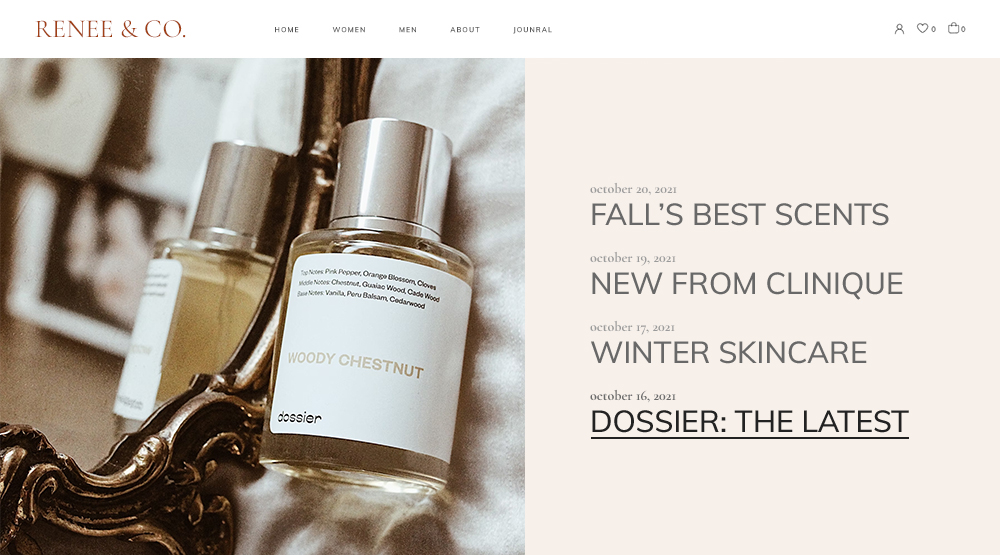 RENEE & CO.
HOME
WOMEN
MEN
ABOUT
JOUNRAL
0
0
Top Notes: Pink Pepper, Orange Blossom, Cloves
Middle Notes: Chestnut, Guaiac Wood, Cade Wood
Base Notes: Vanilla, Peru Balsam, Cedarwood
WOODY CHESTNUT
dossier
october 20, 2021
FALL’S BEST SCENTS
october 19, 2021
NEW FROM CLINIQUE
october 17, 2021
WINTER SKINCARE
october 16, 2021
DOSSIER: THE LATEST